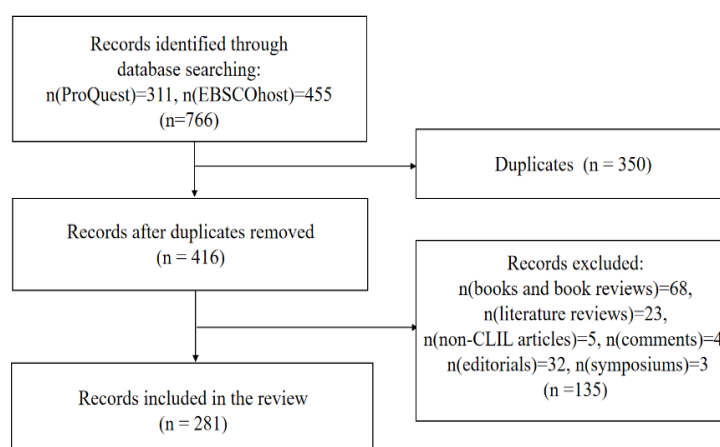 Records identified through
database searching:
n(ProQuest)=311, n(EBSCOhost)=455
(n=766)
Duplicates (n = 350)
Records after duplicates removed
(n = 416)
Records excluded:
n(books and book reviews)=68,
n(literature reviews)=23,
n(non-CLIL articles)=5, n(comments)=4
n(editorials)=32, n(symposiums)=3
(n =135)
Records included in the review
(n = 281)